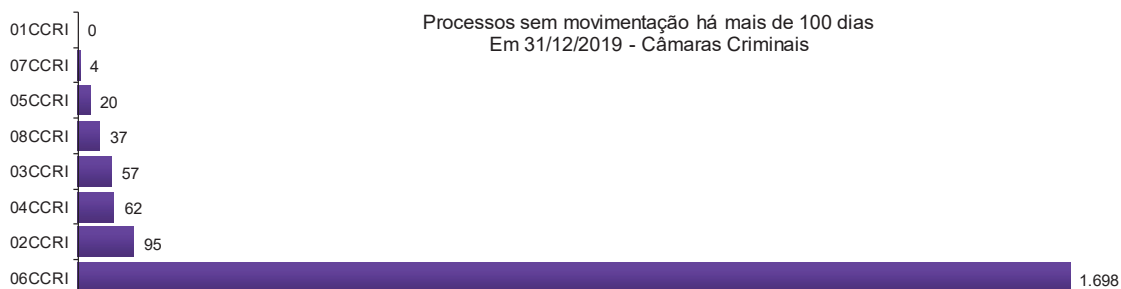 Processos sem movimentação há mais de 100 dias
Em 31/12/2019 - Câmaras Criminais
01CCRI 0
07CCRI 4
05CCRI 20
08CCRI 37
03CCRI 57
04CCRI 62
02CCRI 95
06CCRI 1.698